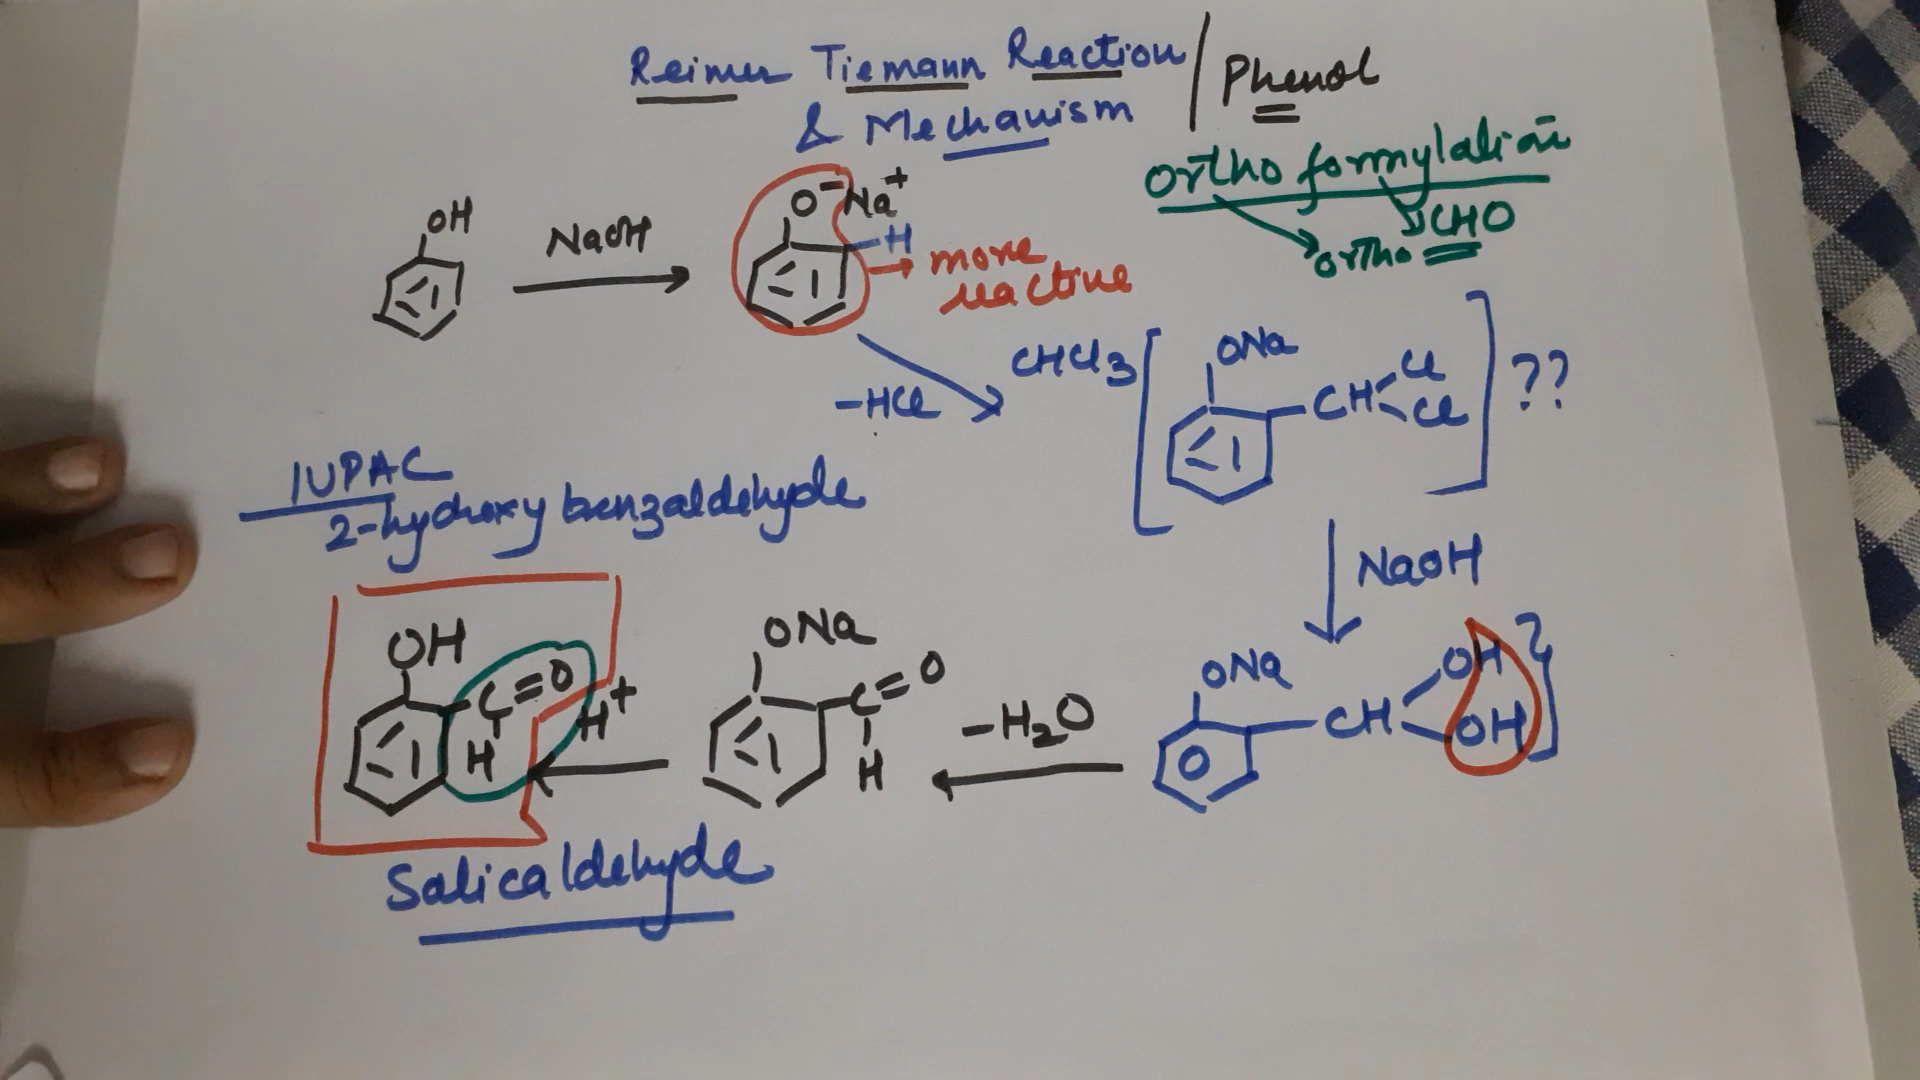 Reimer Tiemann Reaction / Phenol
& Mechanism
Ortho formylation
CHO
ortho
OH
NaOH
O⁻Na⁺
H
more
reactive
CHCl3
-HCl
ONa
CH
Cl
Cl
??
IUPAC
2-hydroxy benzaldehyde
NaOH
ONa
CH
OH
OH
?
-H₂O
ONa
C=O
H
H⁺
OH
C=O
H
Salicaldehyde